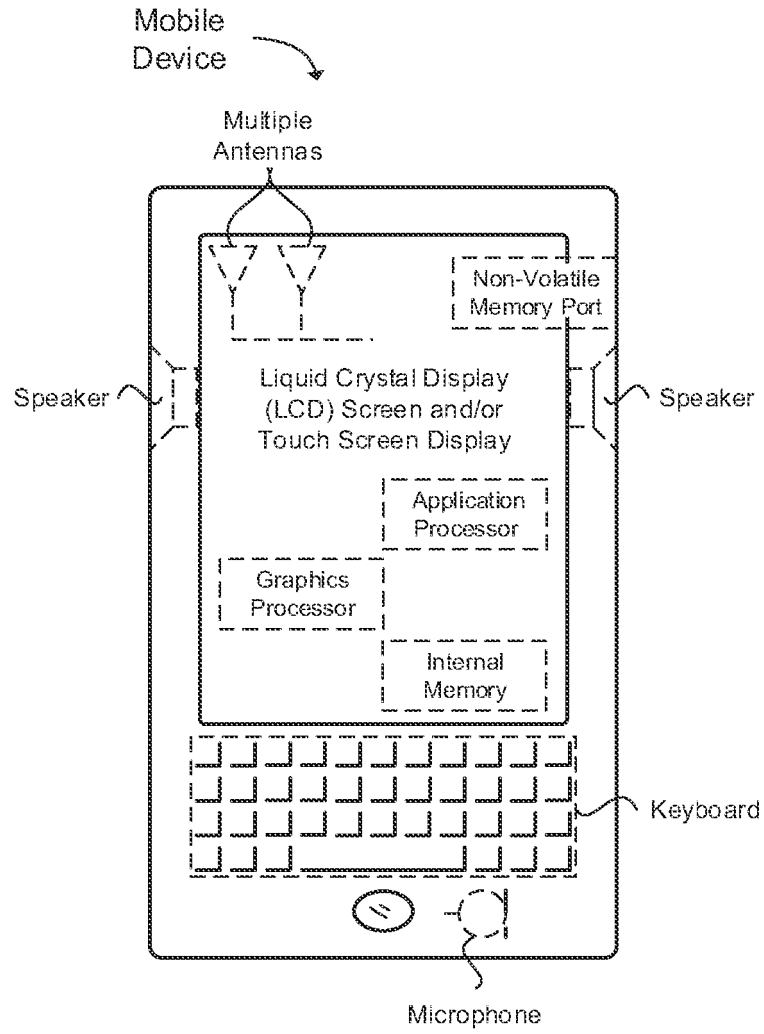 Mobile
Device
Multiple
Antennas
Non-Volatile
Memory Port
Speaker
Liquid Crystal Display
(LCD) Screen and/or
Touch Screen Display
Speaker
Application
Processor
Graphics
Processor
Internal
Memory
Keyboard
Microphone